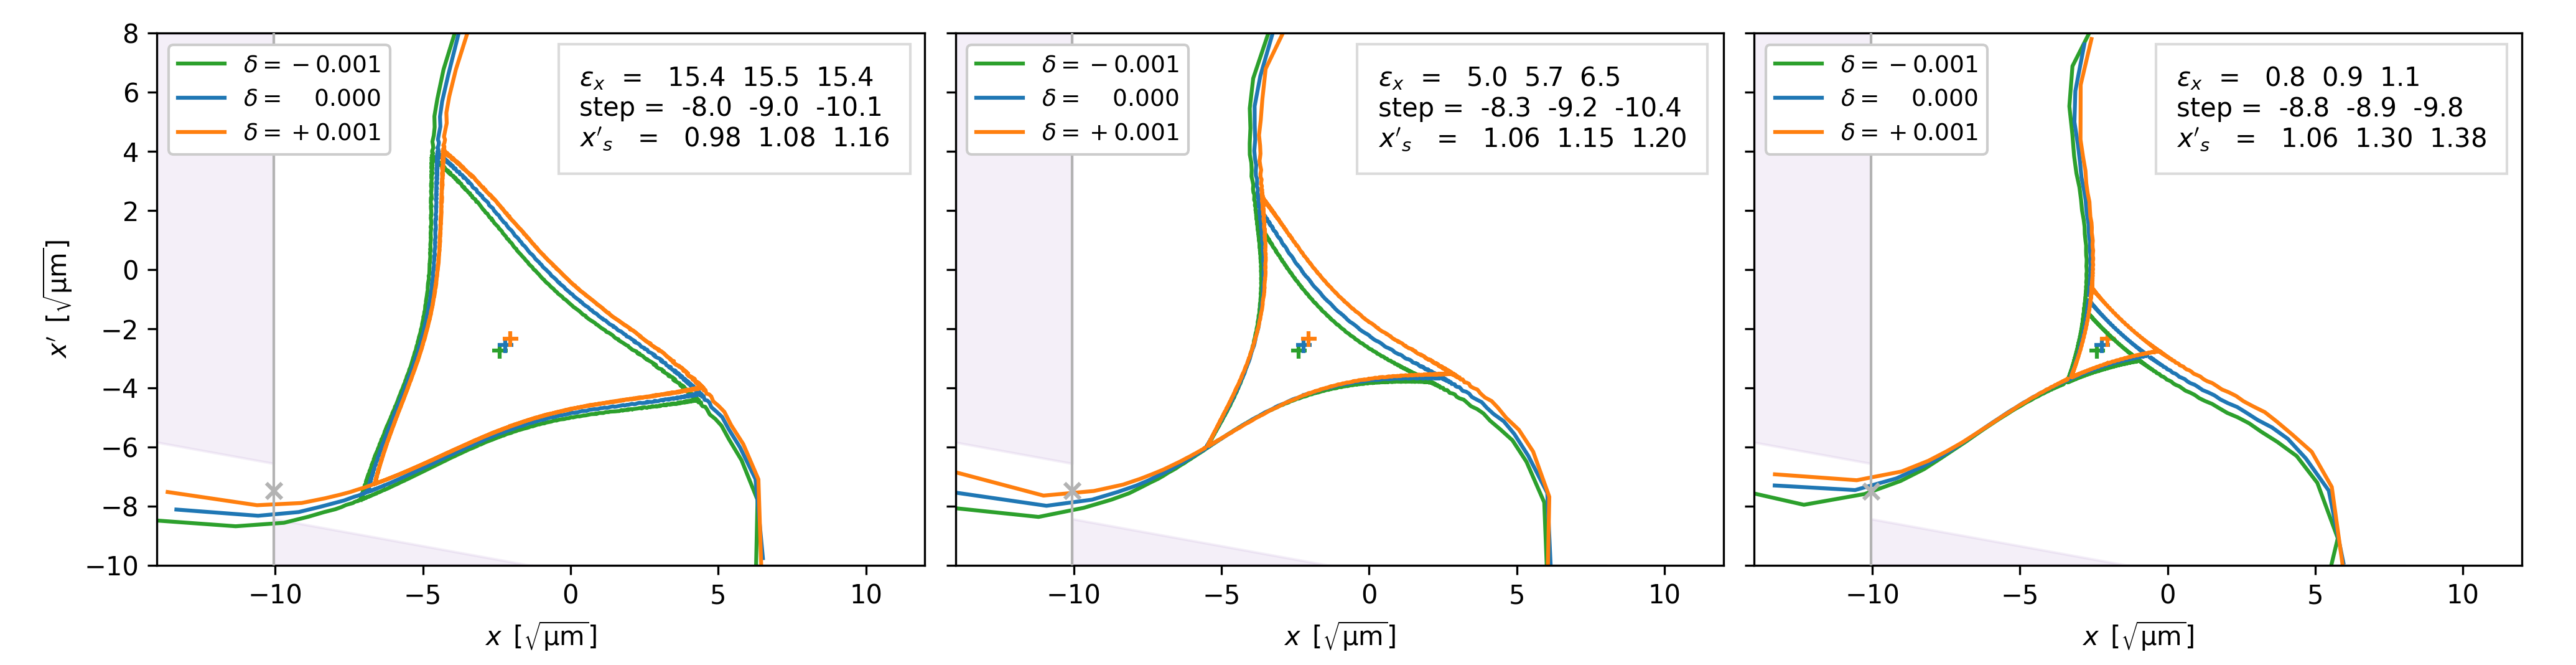 8
6
4
2
0
−2
−4
−6
−8
−10
x′ [√µm]
δ = − 0.001
δ = 0.000
δ = + 0.001
εx = 15.4 15.5 15.4
step = -8.0 -9.0 -10.1
x′s = 0.98 1.08 1.16
−10 −5 0 5 10
x [√µm]
δ = − 0.001
δ = 0.000
δ = + 0.001
εx = 5.0 5.7 6.5
step = -8.3 -9.2 -10.4
x′s = 1.06 1.15 1.20
−10 −5 0 5 10
x [√µm]
δ = − 0.001
δ = 0.000
δ = + 0.001
εx = 0.8 0.9 1.1
step = -8.8 -8.9 -9.8
x′s = 1.06 1.30 1.38
−10 −5 0 5 10
x [√µm]